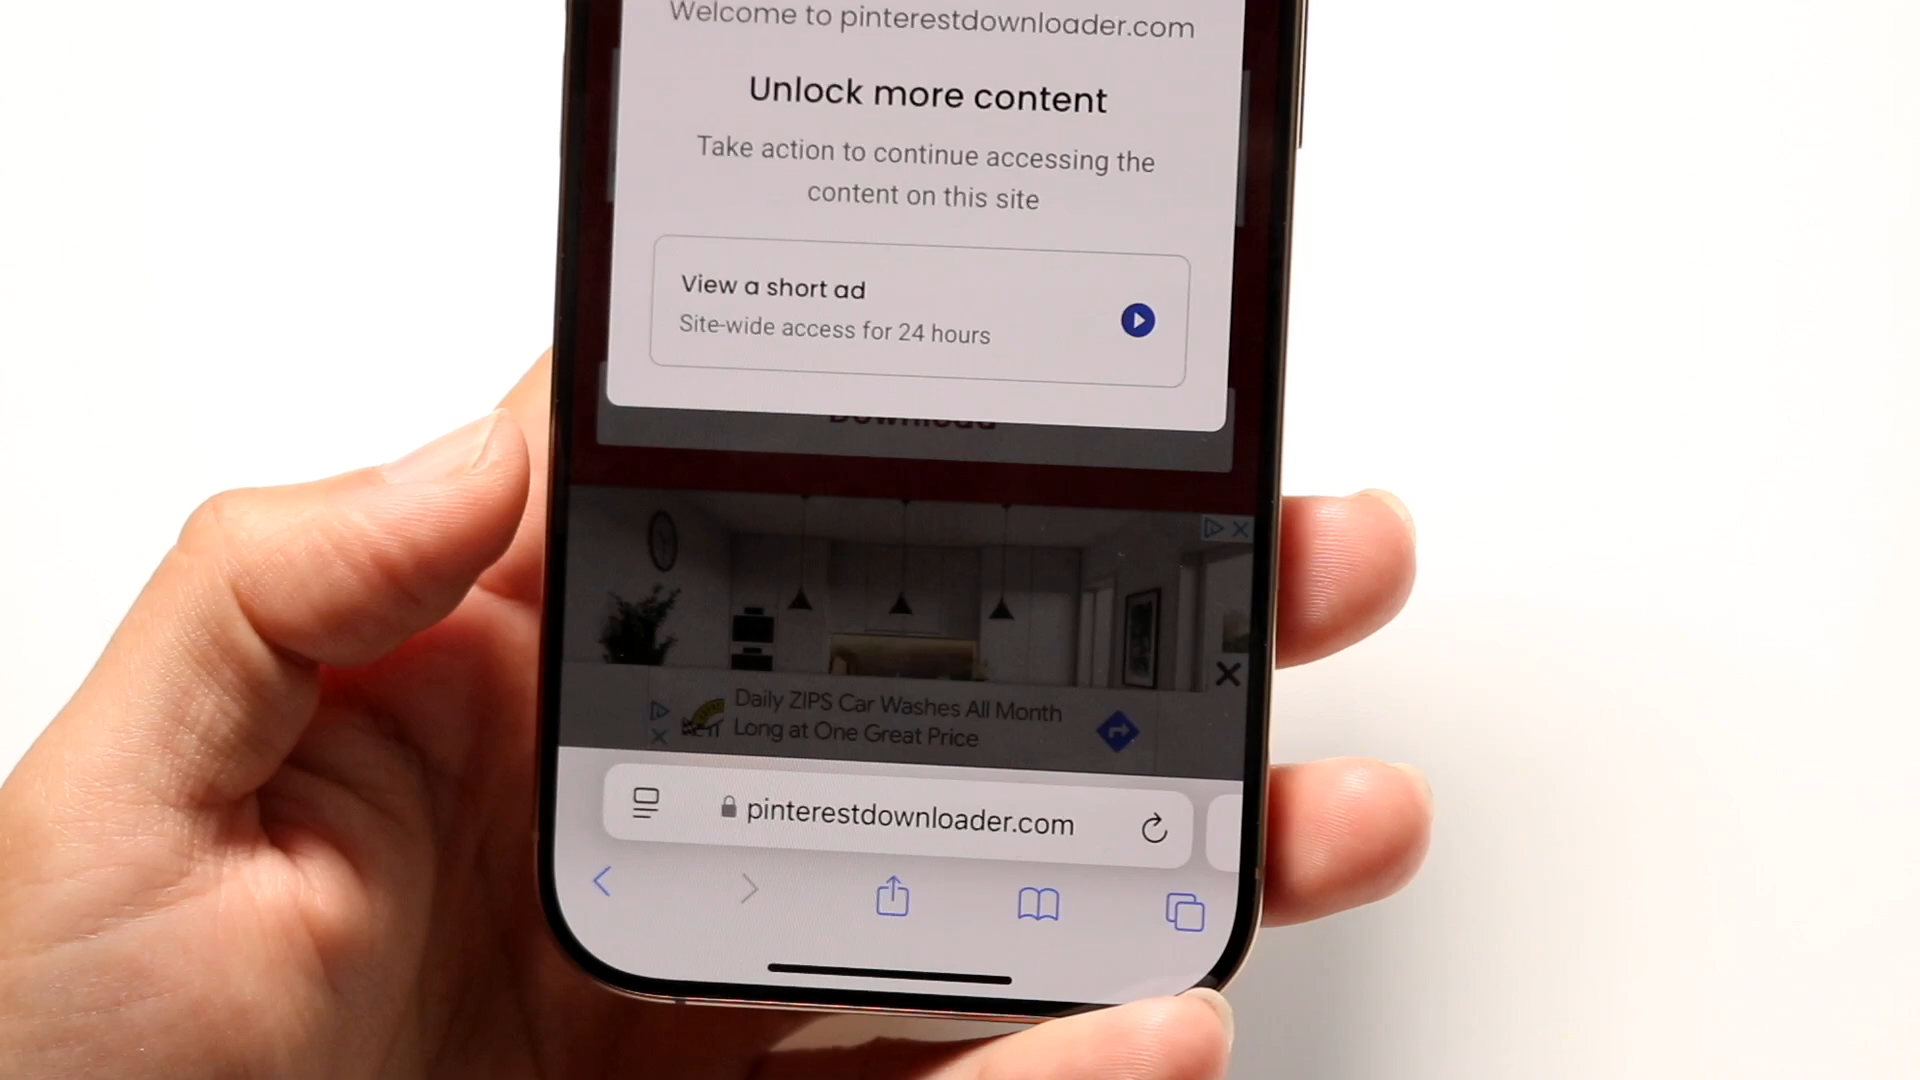 Welcome to pinterestdownloader.com
Unlock more content
Take action to continue accessing the
content on this site
View a short ad
Site-wide access for 24 hours
Download
Daily ZIPS Car Washes All Month
Long at One Great Price
pinterestdownloader.com